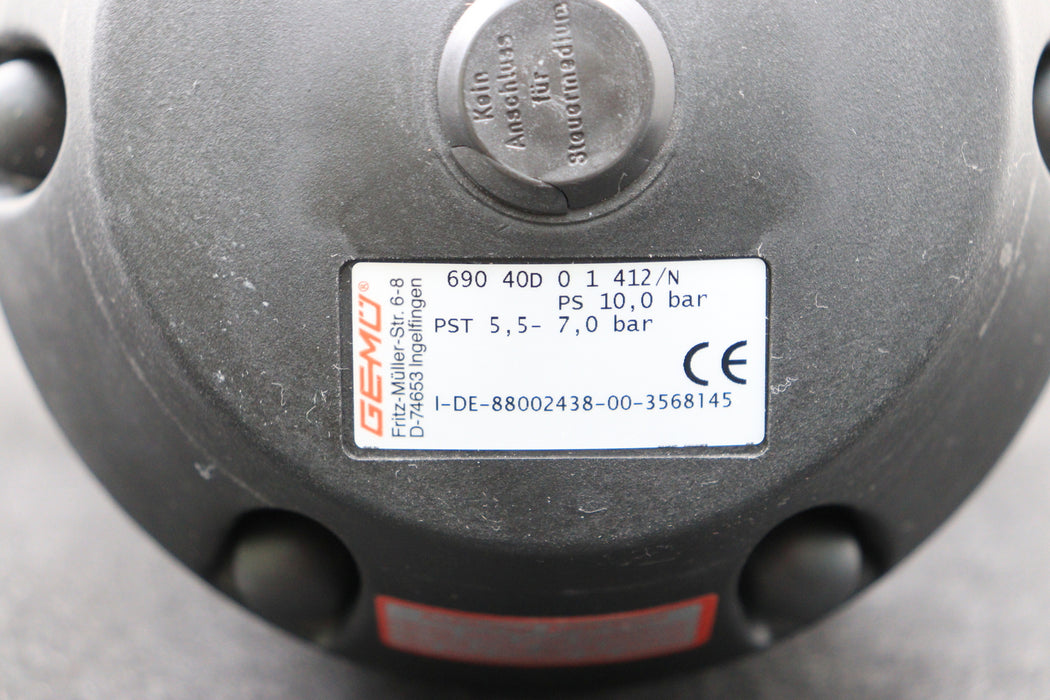 Kein
Anschluss
für
Steuermedium
GEMÜ®
Fritz-Müller-Str. 6-8
D-74653 Ingelfingen
690 40D 0 1 412/N
PS 10,0 bar
PST 5,5- 7,0 bar
CE
I-DE-88002438-00-3568145